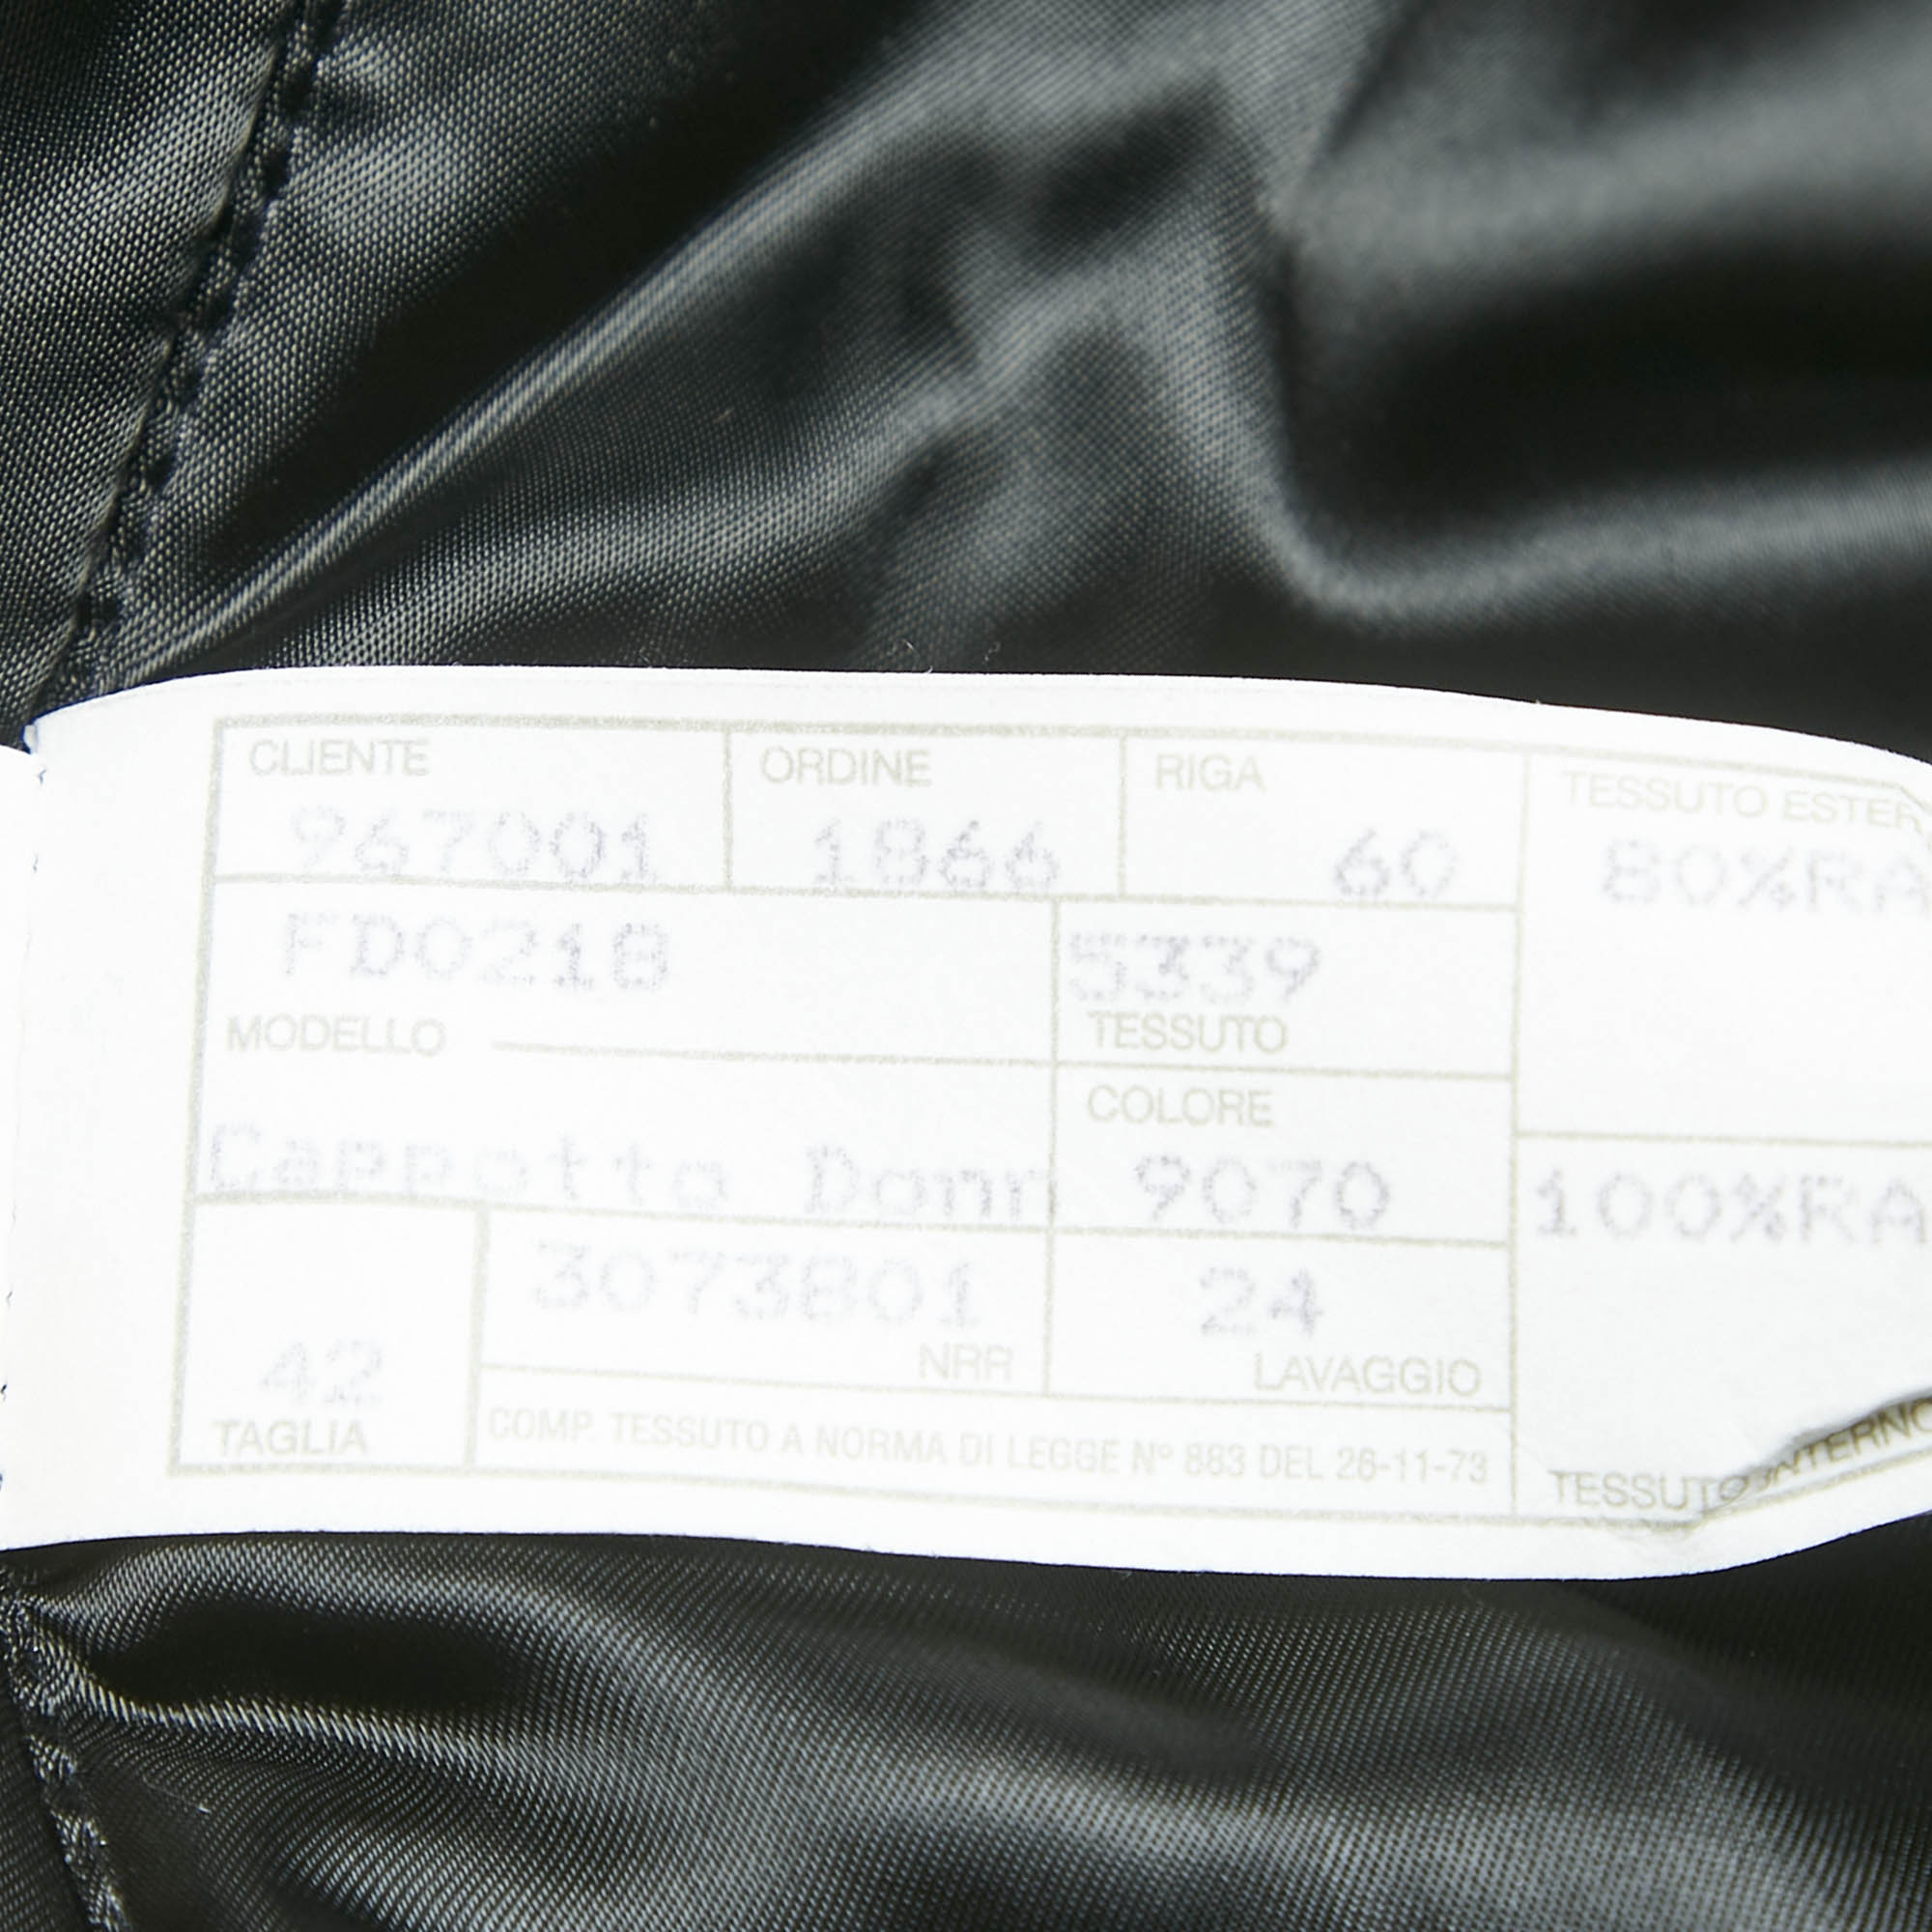 CLIENTE ORDINE RIGA TESSUTO ESTER
967001 1866 60 80%RA
FD0218 5339
MODELLO TESSUTO
COLORE
Cappotto Donn 9070 100%RA
3073801 24
NRR LAVAGGIO
42
TAGLIA COMP. TESSUTO A NORMA DI LEGGE N° 883 DEL 26-11-73 TESSUTO INTERNO